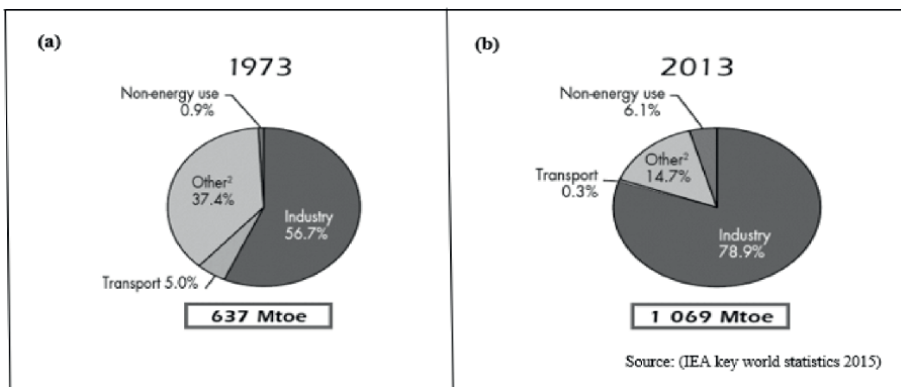 (a)
1973
Non-energy use
0.9%
Other²
37.4%
Industry
56.7%
Transport 5.0%
637 Mtoe
(b)
2013
Non-energy use
6.1%
Other²
14.7%
Transport
0.3%
Industry
78.9%
1 069 Mtoe
Source: (IEA key world statistics 2015)